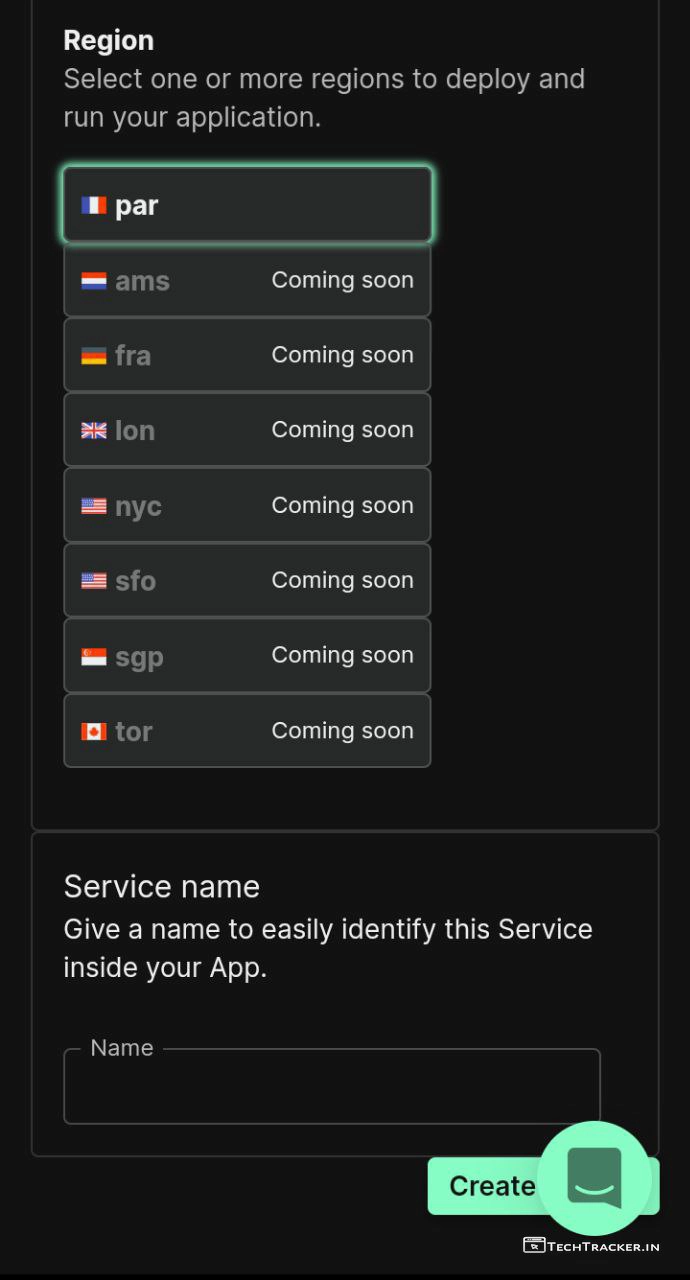 Region
Select one or more regions to deploy and
run your application.
par
ams Coming soon
fra Coming soon
lon Coming soon
nyc Coming soon
sfo Coming soon
sgp Coming soon
tor Coming soon
Service name
Give a name to easily identify this Service
inside your App.
Name
Create
TECHTRACKER.IN